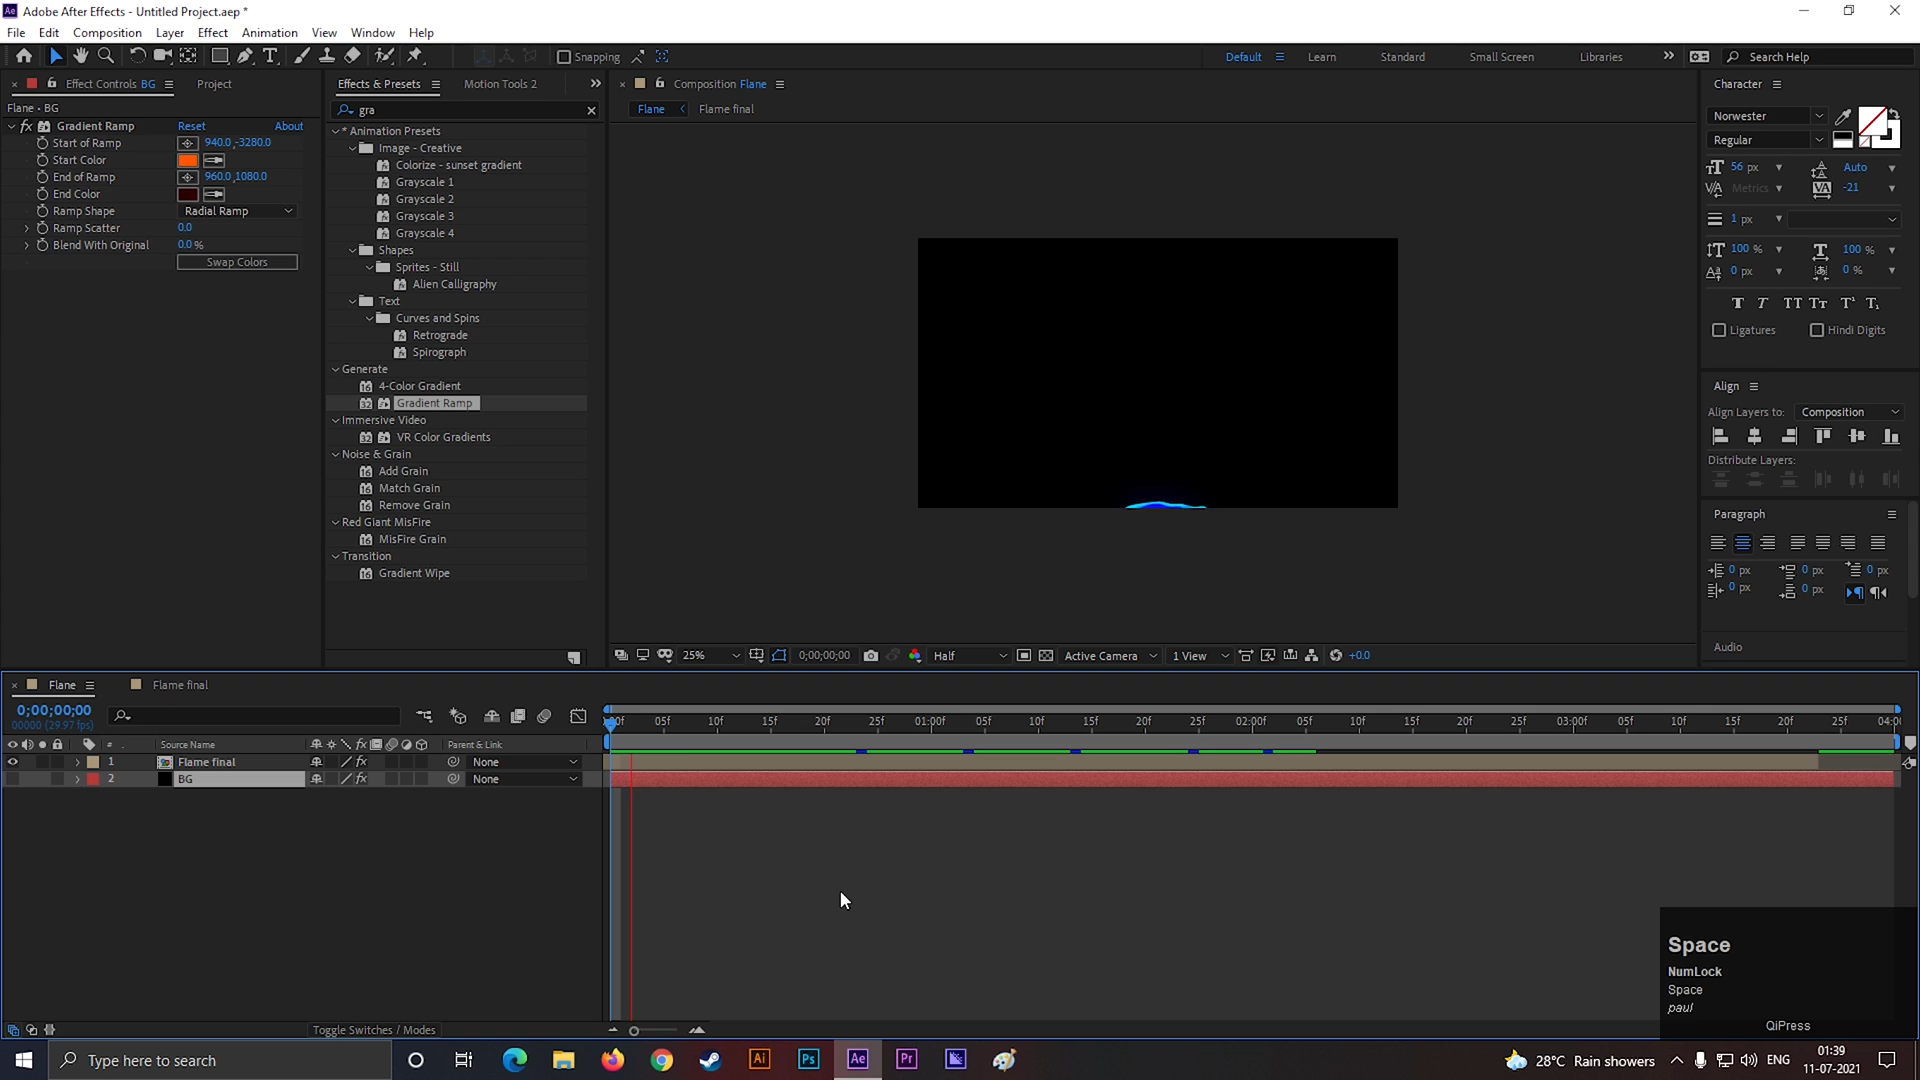 Adobe After Effects - Untitled Project.aep *
File Edit Composition Layer Effect Animation View Window Help
Snapping Default Learn Standard Small Screen Libraries Search Help
Effect Controls BG Project
Flane • BG
fx Gradient Ramp Reset About
Start of Ramp 940.0,-3280.0
Start Color
End of Ramp 960.0,1080.0
End Color
Ramp Shape Radial Ramp
Ramp Scatter 0.0
Blend With Original 0.0 %
Swap Colors
Effects & Presets Motion Tools 2
gra
* Animation Presets
Image - Creative
Colorize - sunset gradient
Grayscale 1
Grayscale 2
Grayscale 3
Grayscale 4
Shapes
Sprites - Still
Alien Calligraphy
Text
Curves and Spins
Retrograde
Spirograph
Generate
4-Color Gradient
Gradient Ramp
Immersive Video
VR Color Gradients
Noise & Grain
Add Grain
Match Grain
Remove Grain
Red Giant MisFire
MisFire Grain
Transition
Gradient Wipe
Composition Flane
Flane Flame final
25% 0;00;00;00 Half Active Camera 1 View +0.0
Character
Norwester
Regular
56 px Auto
Metrics -21
1 px
100 % 100 %
0 px 0 %
T T TT Tt T¹ T₁
Ligatures Hindi Digits
Align
Align Layers to: Composition
Distribute Layers:
Paragraph
0 px 0 px 0 px
0 px 0 px
Audio
Flane Flame final
0;00;00;00
00000 (29.97 fps)
05f 10f 15f 20f 25f 01:00f 05f 10f 15f 20f 25f 02:00f 05f 10f 15f 20f 25f 03:00f 05f 10f 15f 20f 25f 04:0
# Source Name fx Parent & Link
1 Flame final fx None
2 BG fx None
Toggle Switches / Modes
Space
NumLock
Space
paul
QiPress
Type here to search
Ai Ps Ae Pr
28°C Rain showers ENG 01:39
11-07-2021